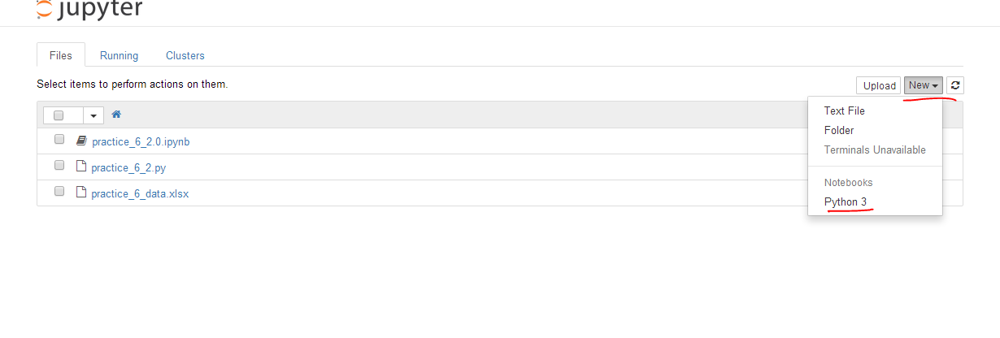 jupyter
Files Running Clusters
Select items to perform actions on them.
Upload New
Text File
Folder
Terminals Unavailable
Notebooks
Python 3
practice_6_2.0.ipynb
practice_6_2.py
practice_6_data.xlsx